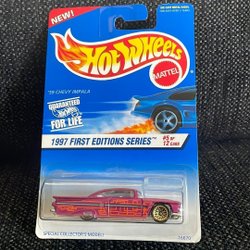 NEW!
Hot Wheels
MATTEL
'59 CHEVY IMPALA
GUARANTEED
FOR LIFE
1997 FIRST EDITIONS SERIES
#5 OF
12 CARS
SPECIAL COLLECTOR'S MODEL!